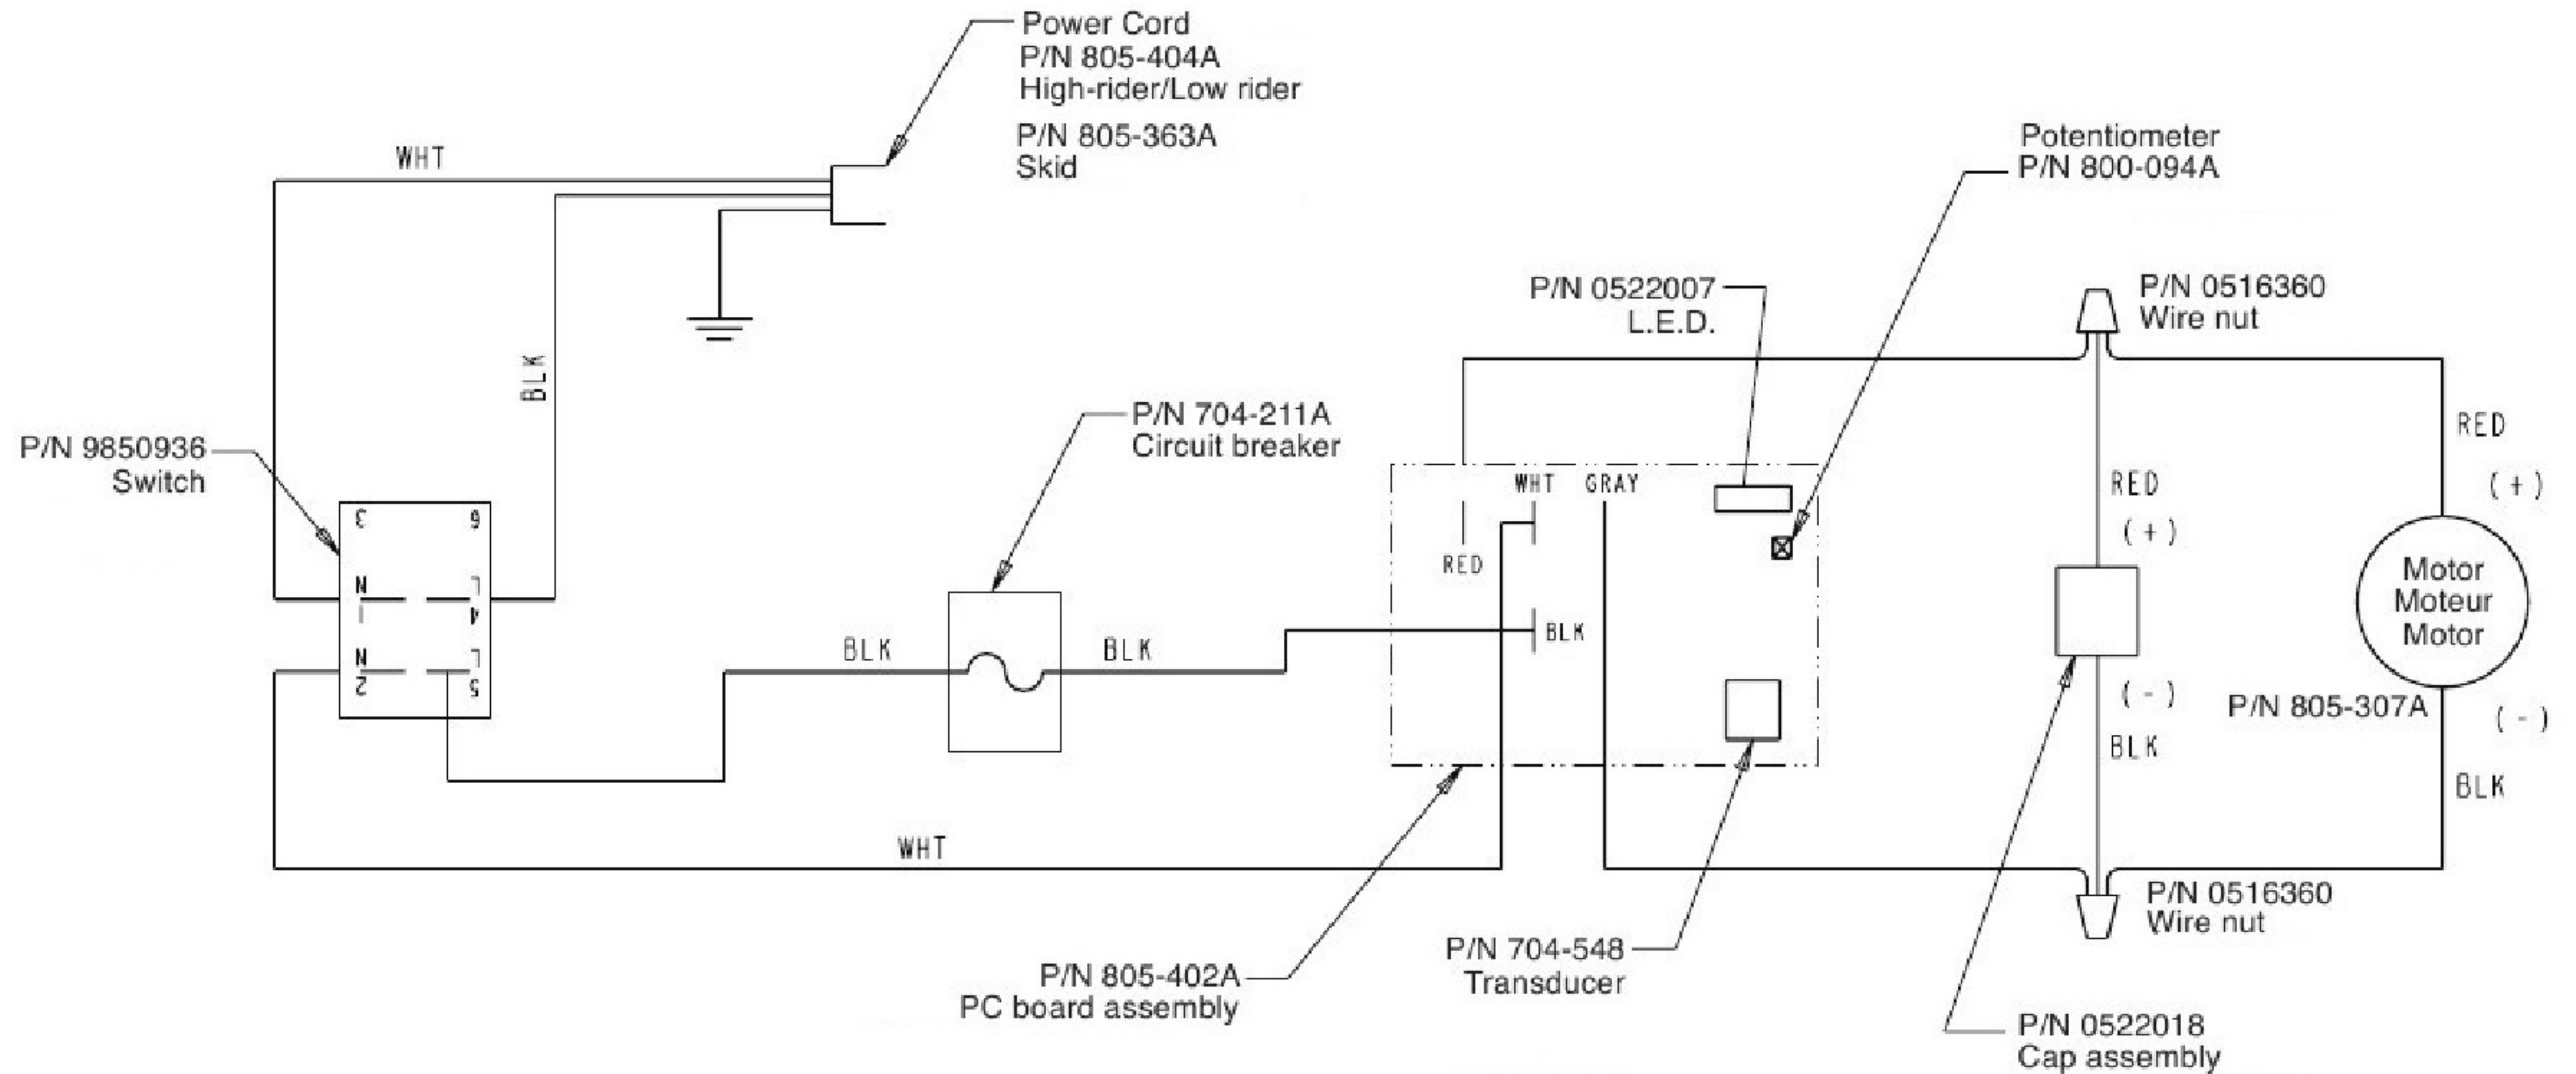 Power Cord
P/N 805-404A
High-rider/Low rider
P/N 805-363A
Skid
WHT
BLK
Potentiometer
P/N 800-094A
P/N 0522007
L.E.D.
P/N 0516360
Wire nut
P/N 704-211A
Circuit breaker
P/N 9850936
Switch
3 6
N L
1 4
N L
2 5
BLK
BLK
WHT GRAY
RED
BLK
RED
(+)
RED
(+)
Motor
Moteur
Motor
P/N 805-307A
(-)
BLK
(-)
BLK
WHT
P/N 0516360
Wire nut
P/N 704-548
Transducer
P/N 805-402A
PC board assembly
P/N 0522018
Cap assembly